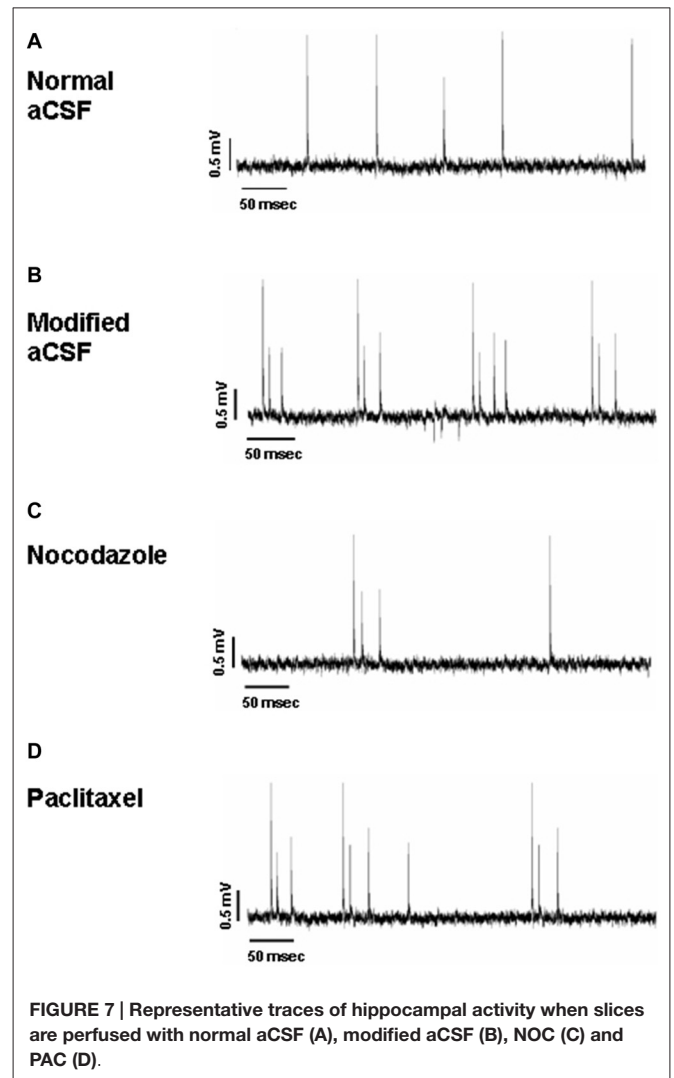 A
Normal
aCSF
0.5 mV
50 msec
B
Modified
aCSF
0.5 mV
50 msec
C
Nocodazole
0.5 mV
50 msec
D
Paclitaxel
0.5 mV
50 msec
FIGURE 7 | Representative traces of hippocampal activity when slices
are perfused with normal aCSF (A), modified aCSF (B), NOC (C) and
PAC (D).